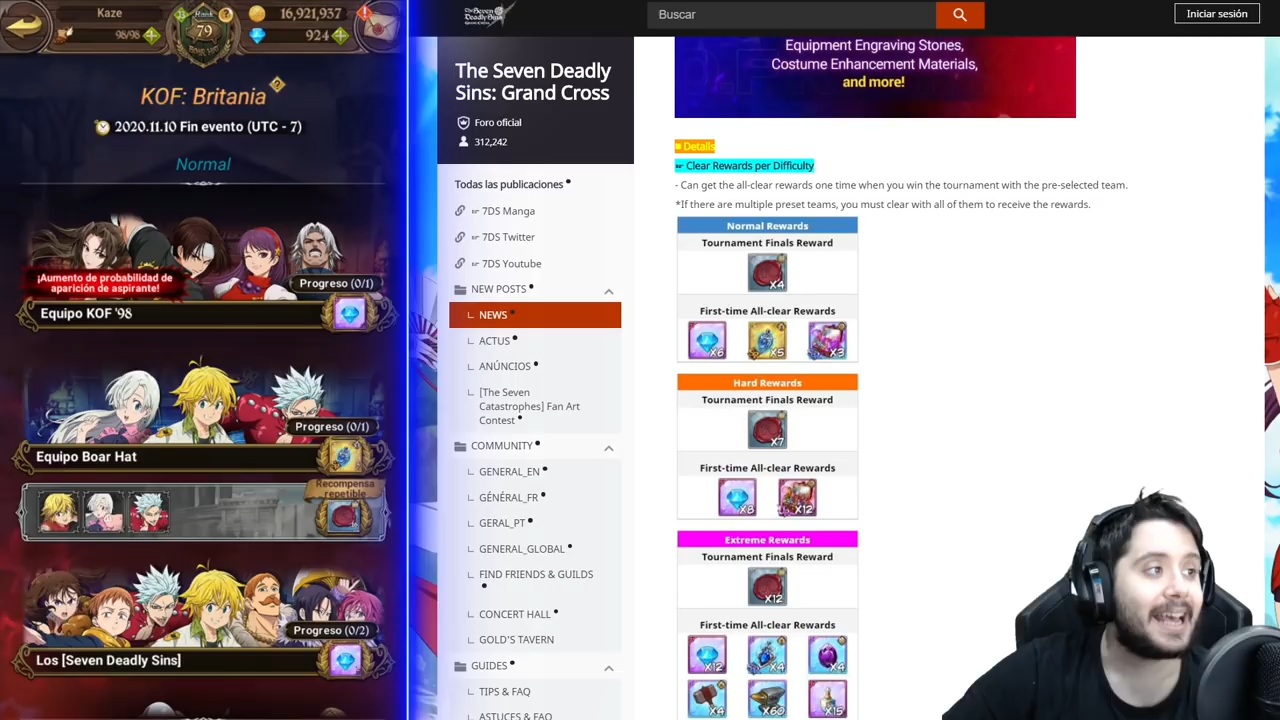 Kaze
98/98
Rank
79
16,921,937
924
KOF: Britania
2020.11.10 Fin evento (UTC - 7)
Normal
¡Aumento de probabilidad de
aparición de aspirante!
Progreso (0/1)
Equipo KOF '98
Progreso (0/1)
Equipo Boar Hat
Recompensa
repetible
Progreso (0/2)
Los [Seven Deadly Sins]
The Seven
Deadly Sins
GRAND CROSS
Buscar
Iniciar sesión
The Seven Deadly
Sins: Grand Cross
Foro oficial
312,242
Todas las publicaciones
☞ 7DS Manga
☞ 7DS Twitter
☞ 7DS Youtube
NEW POSTS
NEWS
ACTUS
ANÚNCIOS
[The Seven
Catastrophes] Fan Art
Contest
COMMUNITY
GENERAL_EN
GÉNÉRAL_FR
GERAL_PT
GENERAL_GLOBAL
FIND FRIENDS & GUILDS
CONCERT HALL
GOLD'S TAVERN
GUIDES
TIPS & FAQ
ASTUCES & FAQ
Equipment Engraving Stones,
Costume Enhancement Materials,
and more!
■ Details
☞ Clear Rewards per Difficulty
- Can get the all-clear rewards one time when you win the tournament with the pre-selected team.
*If there are multiple preset teams, you must clear with all of them to receive the rewards.
Normal Rewards
Tournament Finals Reward
X4
First-time All-clear Rewards
X6 X5 X3
Hard Rewards
Tournament Finals Reward
X7
First-time All-clear Rewards
X8 X12
Extreme Rewards
Tournament Finals Reward
X12
First-time All-clear Rewards
X12 X4 X4
X4 X60 X15